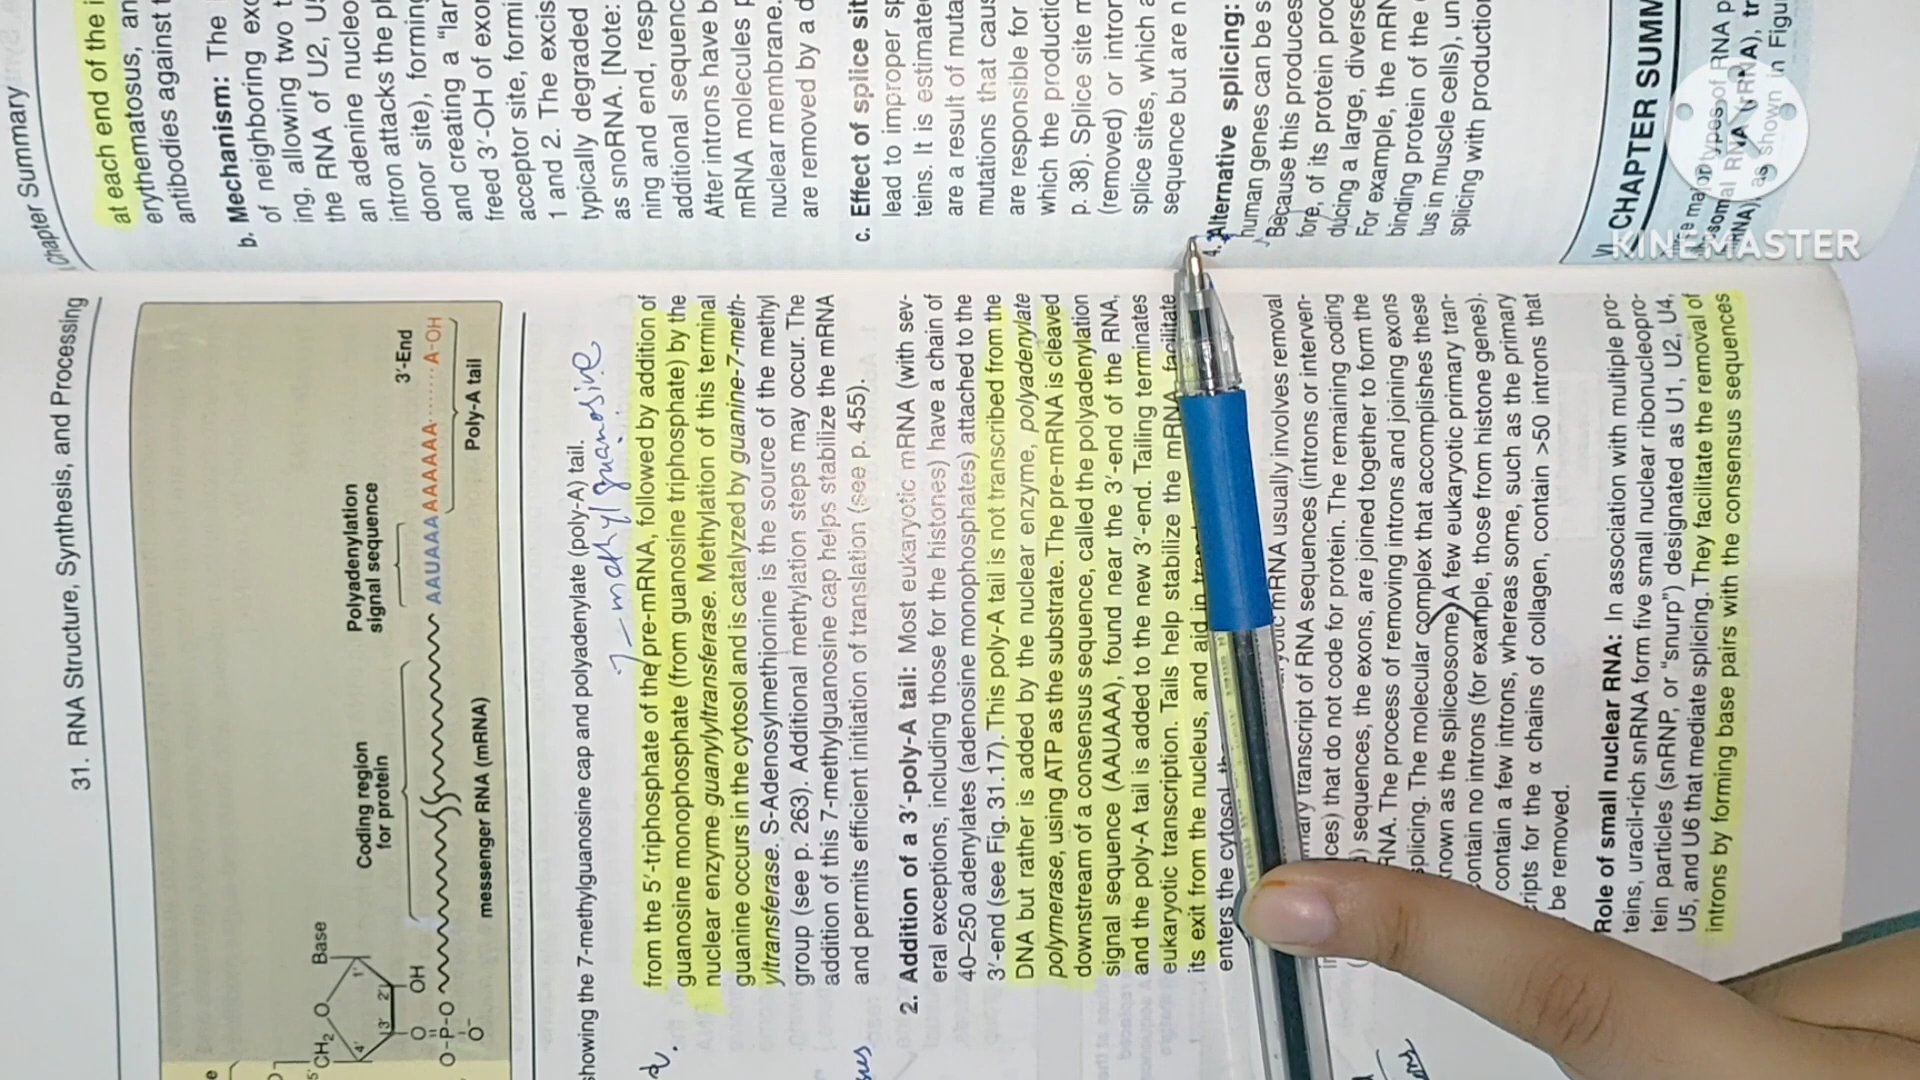 31. RNA Structure, Synthesis, and Processing
5'
CH2
O
Base
4'
1'
3'
2'
O
OH
O-P-O
O
O-
Coding region
for protein
Polyadenylation
signal sequence
3'-End
AAUAAA AAAAAA........ A-OH
Poly-A tail
messenger RNA (mRNA)
showing the 7-methylguanosine cap and polyadenylate (poly-A) tail.
7-methyl guanosine
from the 5'-triphosphate of the pre-mRNA, followed by addition of
guanosine monophosphate (from guanosine triphosphate) by the
nuclear enzyme guanylyltransferase. Methylation of this terminal
guanine occurs in the cytosol and is catalyzed by guanine-7-meth-
yltransferase. S-Adenosylmethionine is the source of the methyl
group (see p. 263). Additional methylation steps may occur. The
addition of this 7-methylguanosine cap helps stabilize the mRNA
and permits efficient initiation of translation (see p. 455).
2. Addition of a 3'-poly-A tail: Most eukaryotic mRNA (with sev-
eral exceptions, including those for the histones) have a chain of
40–250 adenylates (adenosine monophosphates) attached to the
3'-end (see Fig. 31.17). This poly-A tail is not transcribed from the
DNA but rather is added by the nuclear enzyme, polyadenylate
polymerase, using ATP as the substrate. The pre-mRNA is cleaved
downstream of a consensus sequence, called the polyadenylation
signal sequence (AAUAAA), found near the 3'-end of the RNA,
and the poly-A tail is added to the new 3'-end. Tailing terminates
eukaryotic transcription. Tails help stabilize the mRNA, facilitate
its exit from the nucleus, and aid in
enters the cytosol
mRNA usually involves removal
transcript of RNA sequences (introns or interven-
that do not code for protein. The remaining coding
sequences, the exons, are joined together to form the
RNA. The process of removing introns and joining exons
splicing. The molecular complex that accomplishes these
known as the spliceosome. A few eukaryotic primary tran-
contain no introns (for example, those from histone genes).
contain a few introns, whereas some, such as the primary
for the α chains of collagen, contain >50 introns that
be removed.
Role of small nuclear RNA: In association with multiple pro-
teins, uracil-rich snRNA form five small nuclear ribonucleopro-
tein particles (snRNP, or “snurp”) designated as U1, U2, U4,
U5, and U6 that mediate splicing. They facilitate the removal of
introns by forming base pairs with the consensus sequences
Chapter Summary
at each end of the i
erythematosus, an
antibodies against t
b. Mechanism: The
of neighboring exo
ing, allowing two t
the RNA of U2, U5
an adenine nucleo
intron attacks the ph
donor site), forming
and creating a “lar
freed 3'-OH of exon
acceptor site, formi
1 and 2. The excis
typically degraded
as snoRNA. [Note:
ning and end, resp
additional sequenc
After introns have b
mRNA molecules p
nuclear membrane.
are removed by a d
c. Effect of splice sit
lead to improper sp
teins. It is estimated
are a result of muta
mutations that caus
are responsible for
which the productio
p. 38). Splice site m
(removed) or intron
splice sites, which a
sequence but are n
4. Alternative splicing:
human genes can be s
Because this produces
fore, of its protein proc
ducing a large, diverse
For example, the mRN
binding protein of the
tus in muscle cells), un
splicing with production
VI. CHAPTER SUMM
types of RNA p
RNA
as shown in Figu
KINEMASTER